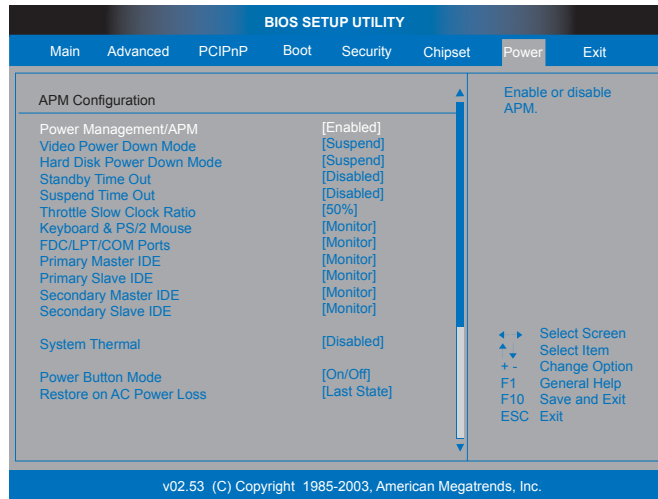 BIOS SETUP UTILITY
Main Advanced PCIPnP Boot Security Chipset Power Exit
APM Configuration
Power Management/APM [Enabled]
Video Power Down Mode [Suspend]
Hard Disk Power Down Mode [Suspend]
Standby Time Out [Disabled]
Suspend Time Out [Disabled]
Throttle Slow Clock Ratio [50%]
Keyboard & PS/2 Mouse [Monitor]
FDC/LPT/COM Ports [Monitor]
Primary Master IDE [Monitor]
Primary Slave IDE [Monitor]
Secondary Master IDE [Monitor]
Secondary Slave IDE [Monitor]
System Thermal [Disabled]
Power Button Mode [On/Off]
Restore on AC Power Loss [Last State]
Enable or disable
APM.
Select Screen
Select Item
+ - Change Option
F1 General Help
F10 Save and Exit
ESC Exit
v02.53 (C) Copyright 1985-2003, American Megatrends, Inc.